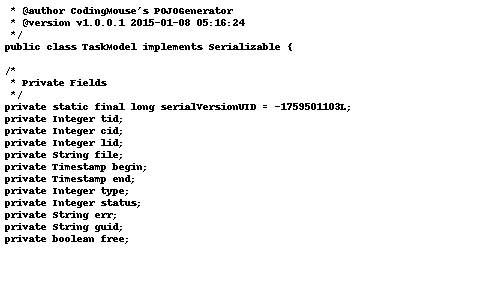 * @author CodingMouse's POJOGenerator
* @version v1.0.0.1 2015-01-08 05:16:24
*/
public class TaskModel implements Serializable {
/*
* Private Fields
*/
private static final long serialVersionUID = -1759501103L;
private Integer tid;
private Integer cid;
private Integer lid;
private String file;
private Timestamp begin;
private Timestamp end;
private Integer type;
private Integer status;
private String err;
private String guid;
private boolean free;